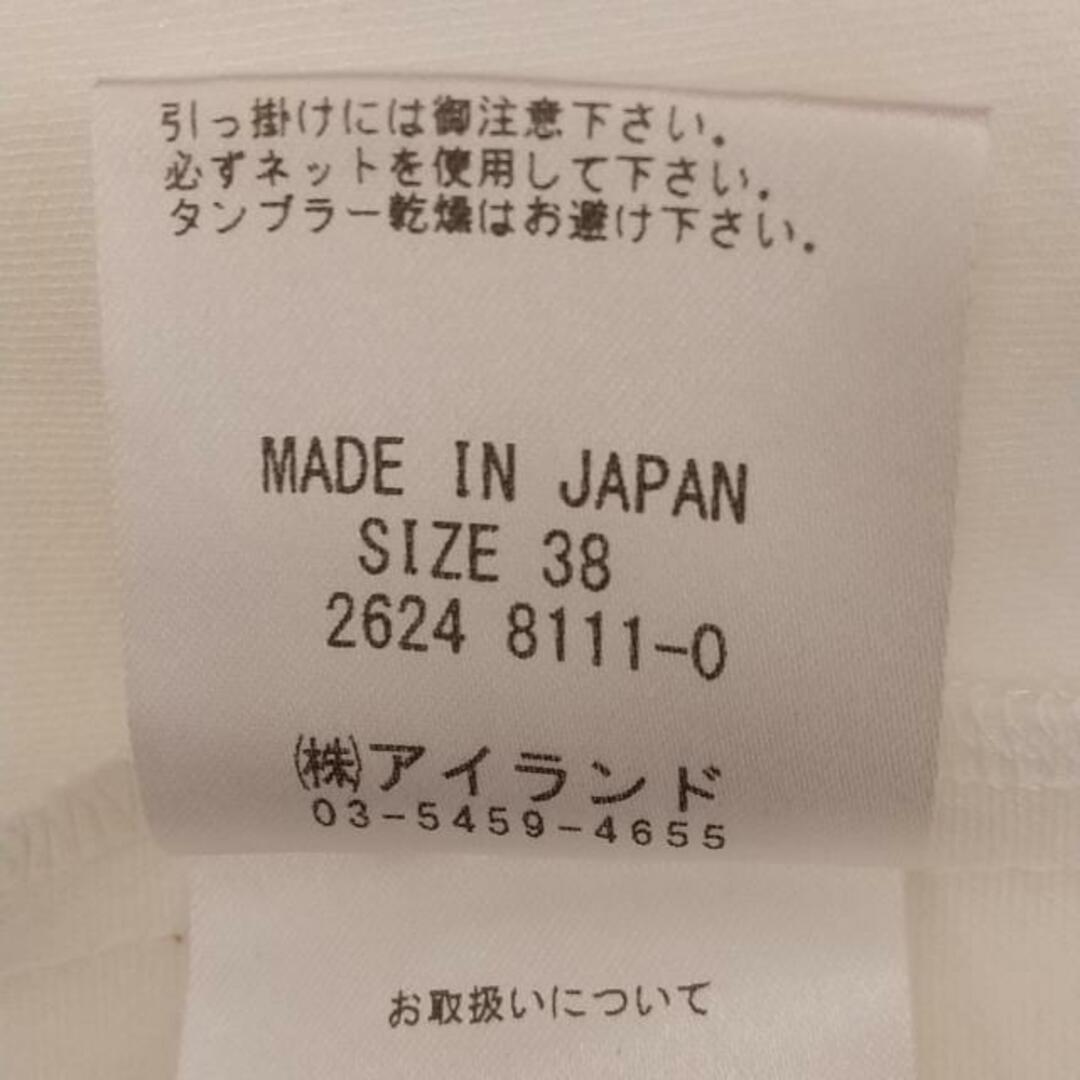 引っ掛けには御注意下さい。
必ずネットを使用して下さい。
タンブラー乾燥はお避け下さい。
MADE IN JAPAN
SIZE 38
2624 8111-0
㈱アイランド
03-5459-4655
お取扱いについて